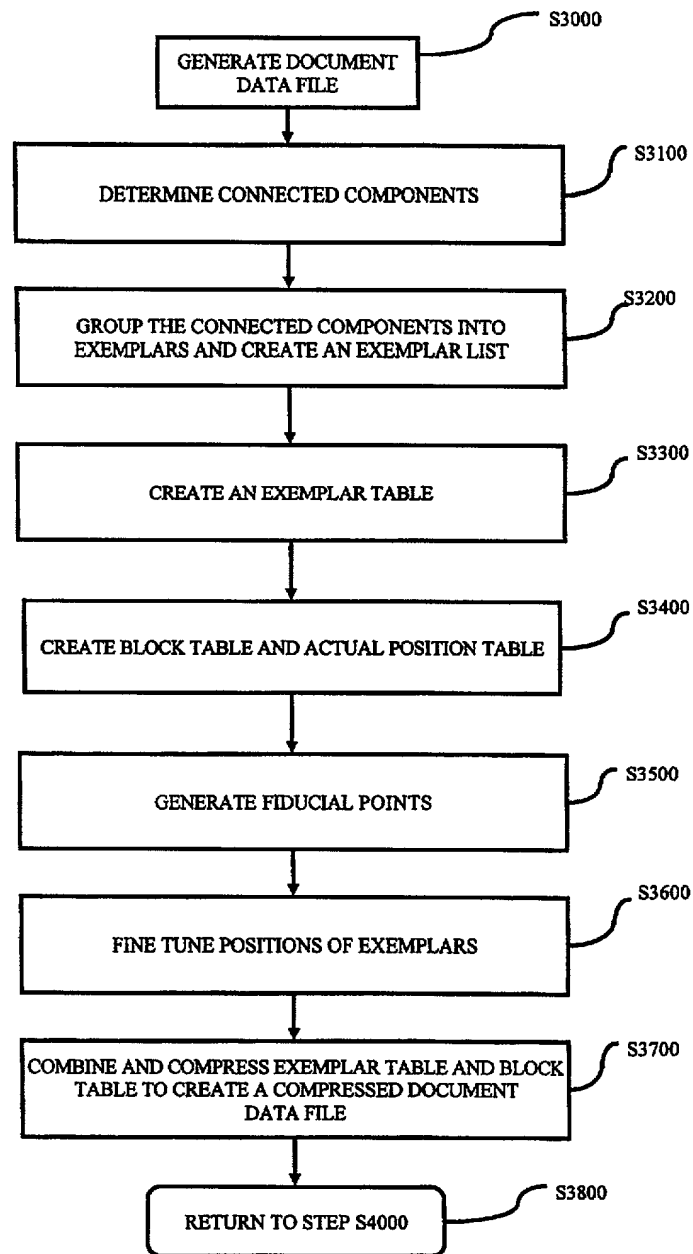 S3000
GENERATE DOCUMENT
DATA FILE
S3100
DETERMINE CONNECTED COMPONENTS
S3200
GROUP THE CONNECTED COMPONENTS INTO
EXEMPLARS AND CREATE AN EXEMPLAR LIST
S3300
CREATE AN EXEMPLAR TABLE
S3400
CREATE BLOCK TABLE AND ACTUAL POSITION TABLE
S3500
GENERATE FIDUCIAL POINTS
S3600
FINE TUNE POSITIONS OF EXEMPLARS
S3700
COMBINE AND COMPRESS EXEMPLAR TABLE AND BLOCK
TABLE TO CREATE A COMPRESSED DOCUMENT
DATA FILE
S3800
RETURN TO STEP S4000